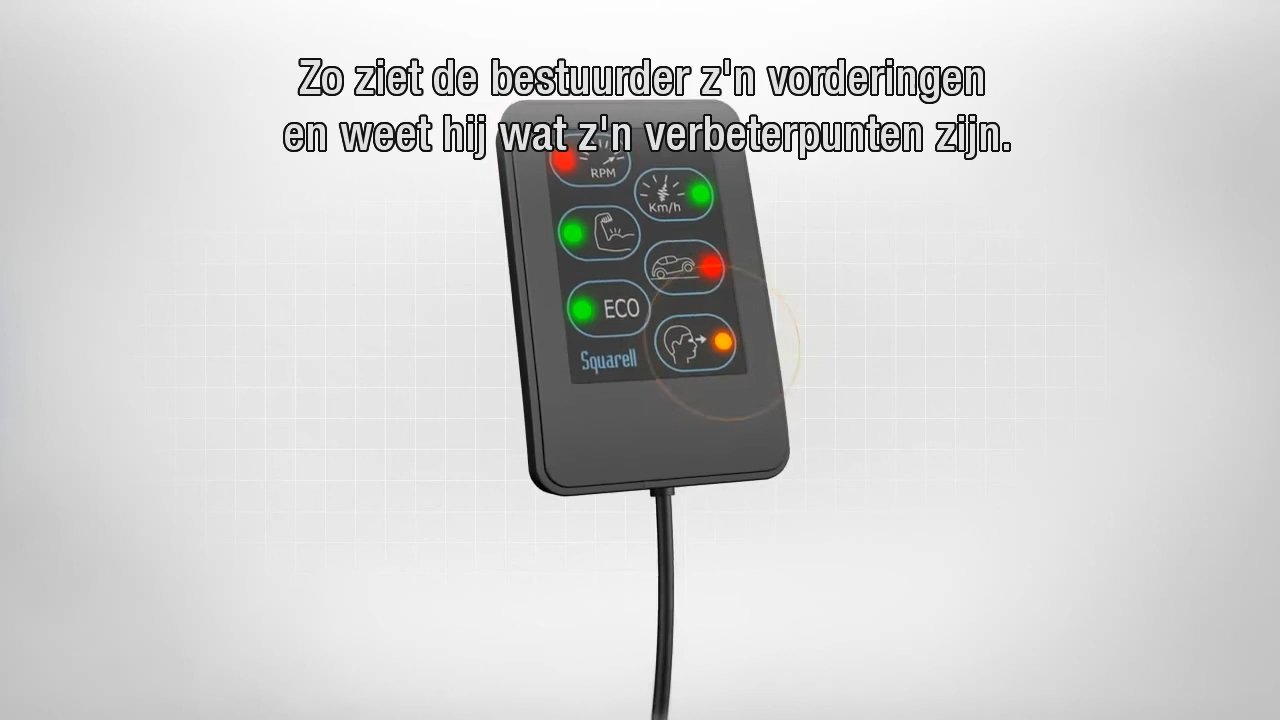 Zo ziet de bestuurder z'n vorderingen
en weet hij wat z'n verbeterpunten zijn.
RPM
Km/h
ECO
Squarell